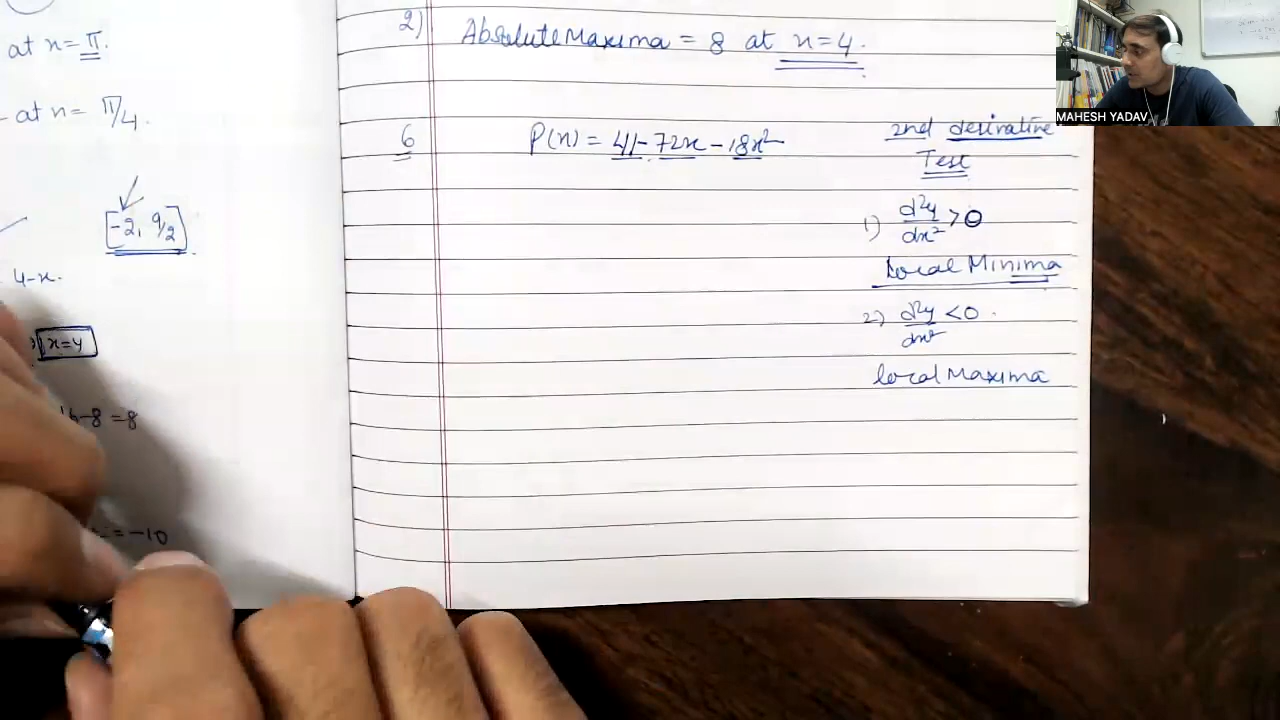 at x = π.
- at x = π/4.
[-2, 9/2]
4-x.
x=4
16-8 = 8
= -10
2) Absolute Maxima = 8 at x=4.
6 P(x) = 41-72x-18x²
2nd derivative
Test
1) d²y/dx² > 0
Local Minima
2) d²y/dx² < 0.
local Maxima
MAHESH YADAV